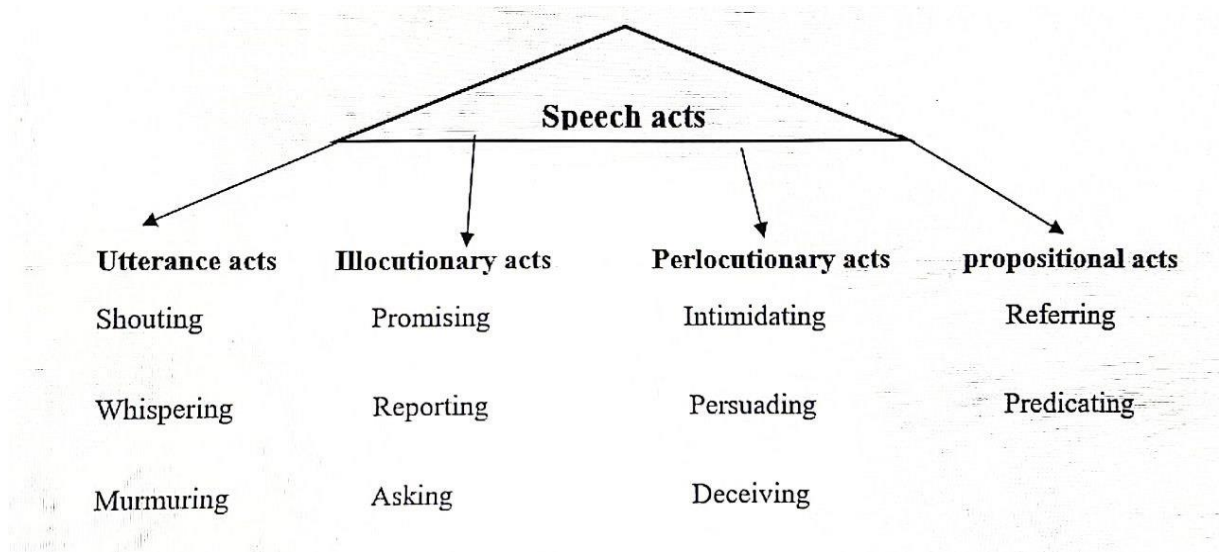 Speech acts
Utterance acts Illocutionary acts Perlocutionary acts propositional acts
Shouting Promising Intimidating Referring
Whispering Reporting Persuading Predicating
Murmuring Asking Deceiving